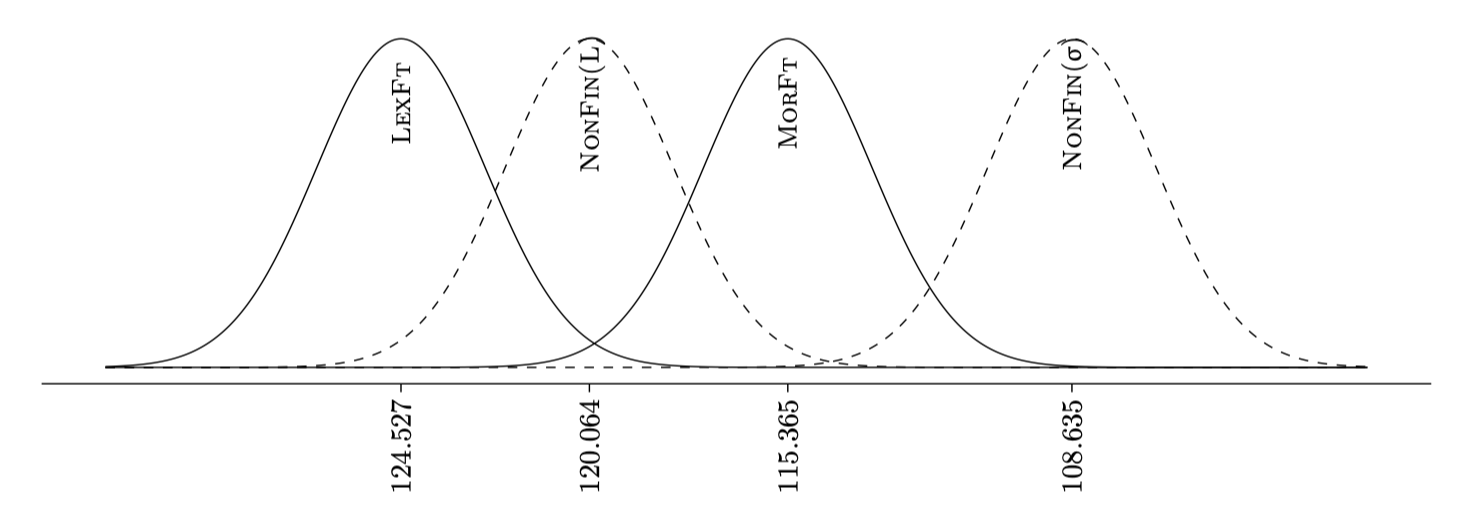 LEXFT
NONFIN(L)
MORFT
NONFIN(σ)
124.527
120.064
115.365
108.635